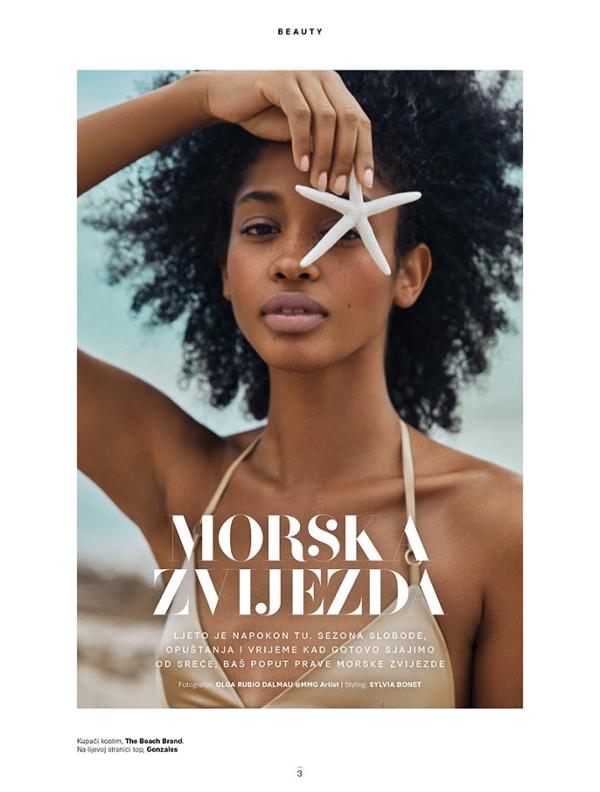 BEAUTY
MORSKA
ZVIJEZDA
LJETO JE NAPOKON TU. SEZONA SLOBODE,
OPUŠTANJA I VRIJEME KAD GOTOVO SJAJIMO
OD SREĆE, BAŠ POPUT PRAVE MORSKE ZVIJEZDE
Fotografije: OLGA RUBIO DALMAU @MMG Artist | Styling: SYLVIA BONET
Kupaći kostim, The Boach Brand.
Na lijevoj stranici top, Gonzales
3